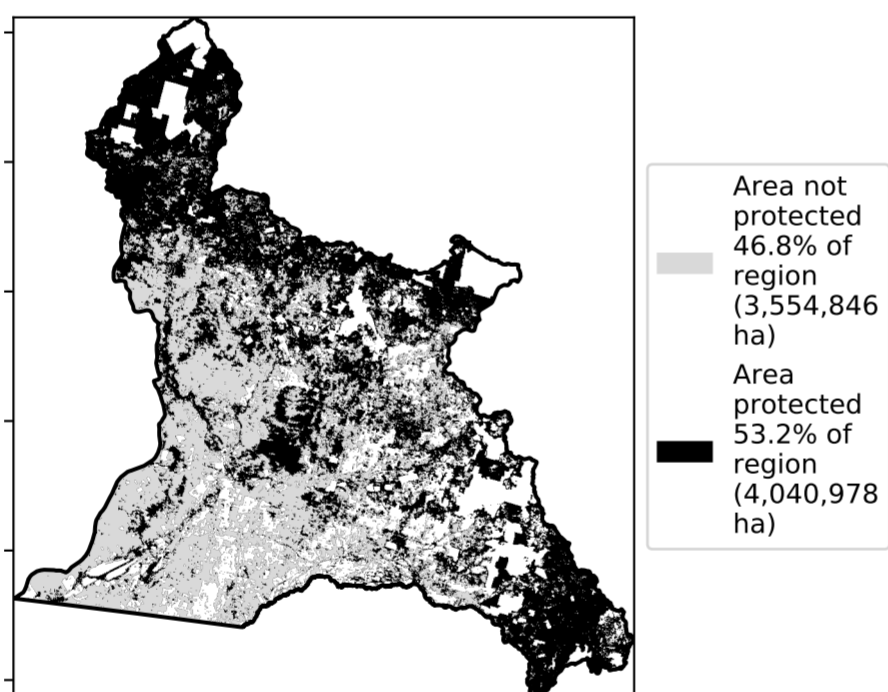 Area not
protected
46.8% of
region
(3,554,846
ha)
Area
protected
53.2% of
region
(4,040,978
ha)